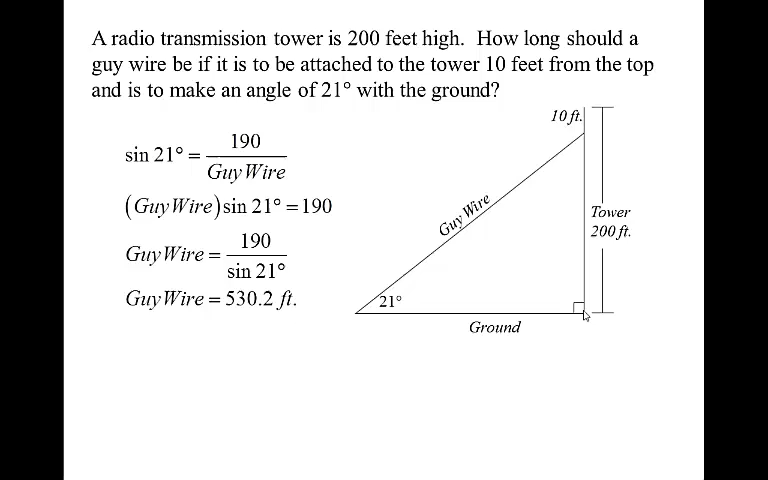 A radio transmission tower is 200 feet high.  How long should a
guy wire be if it is to be attached to the tower 10 feet from the top
and is to make an angle of 21° with the ground?
sin 21° = 190 / Guy Wire
(Guy Wire) sin 21° = 190
Guy Wire = 190 / sin 21°
Guy Wire = 530.2 ft.
10 ft.
Guy Wire
Tower
200 ft.
21°
Ground